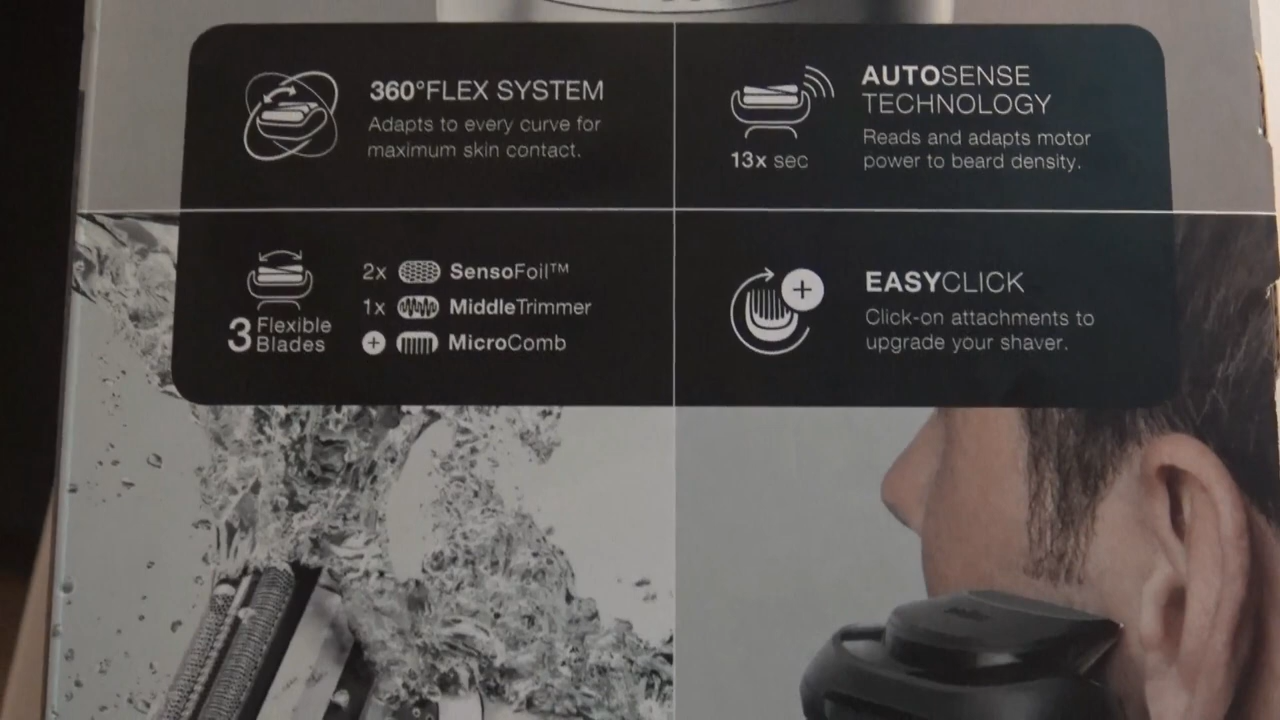 360°FLEX SYSTEM
Adapts to every curve for
maximum skin contact.
AUTOSENSE
TECHNOLOGY
Reads and adapts motor
power to beard density.
13x sec
3 Flexible
Blades
2x SensoFoil™
1x MiddleTrimmer
+ MicroComb
+
EASYCLICK
Click-on attachments to
upgrade your shaver.